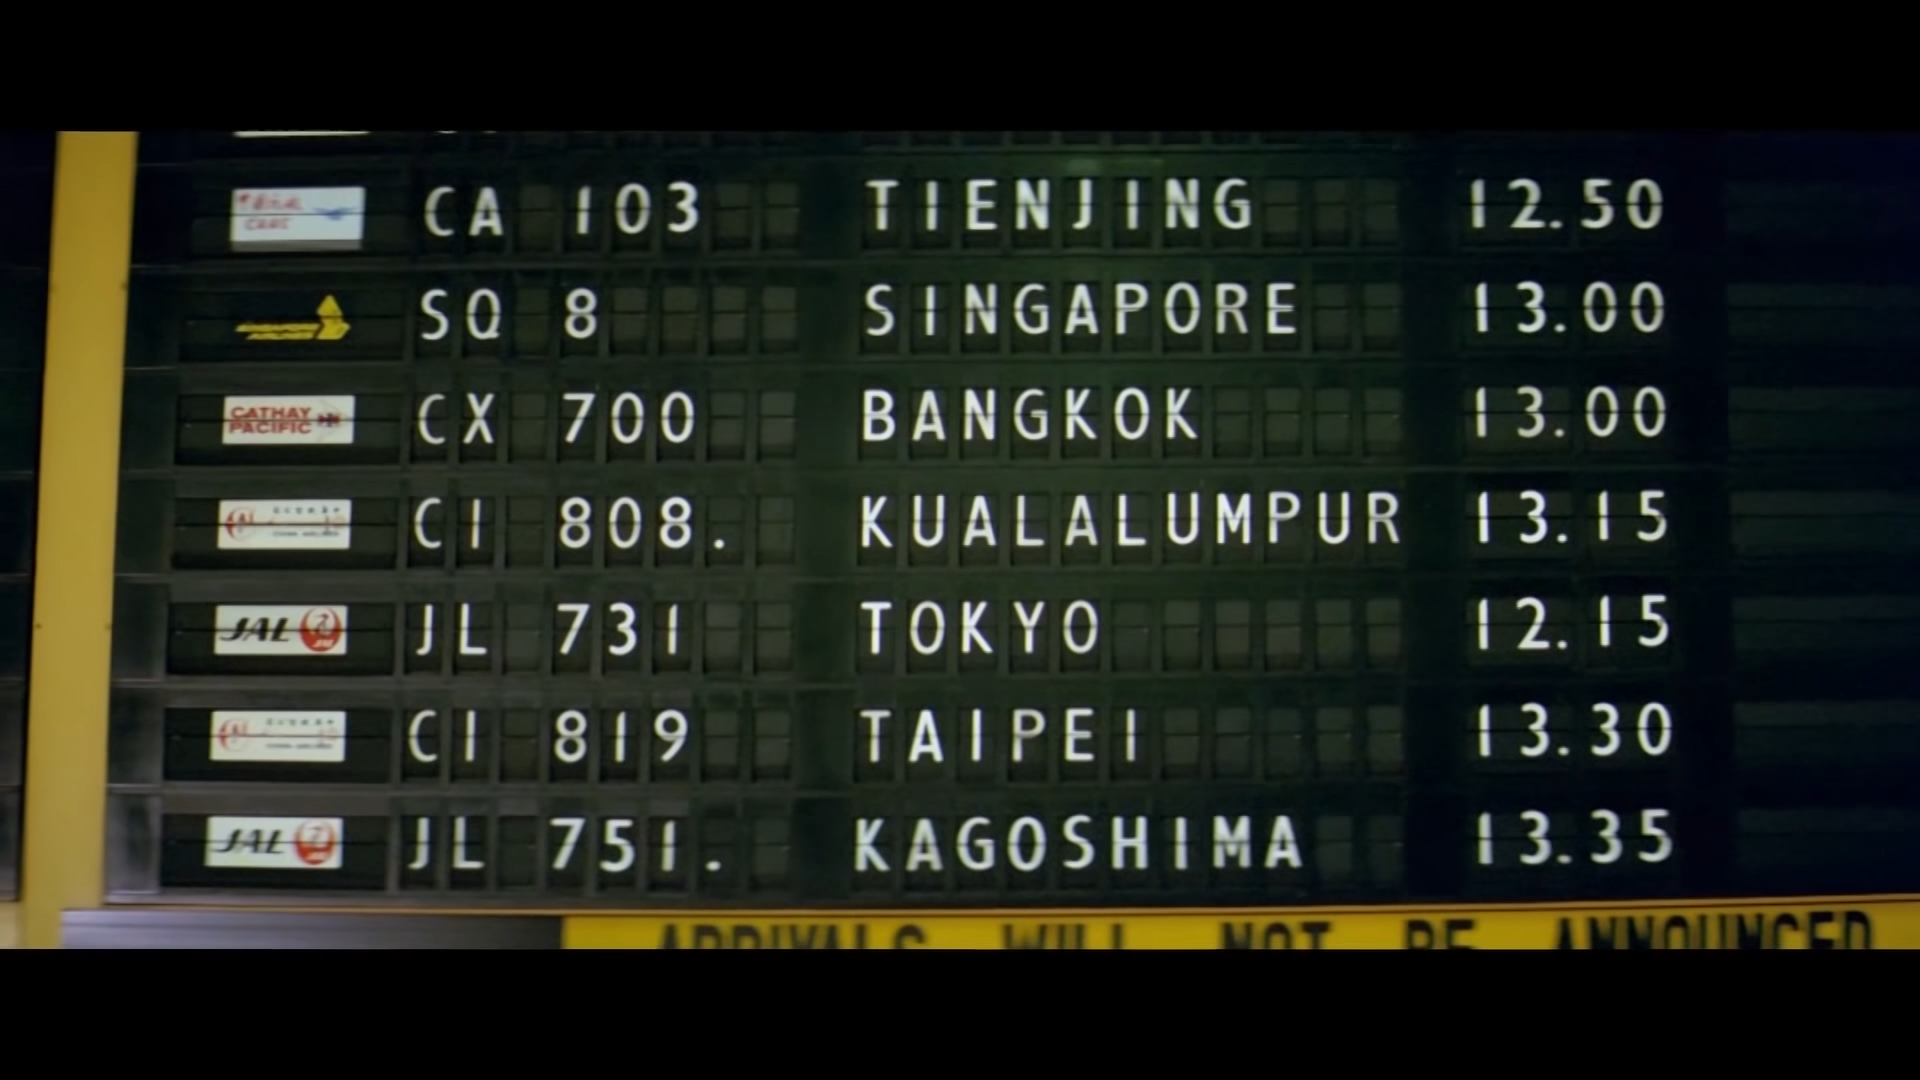 CA 103 TIENJING 12.50
SQ 8 SINGAPORE 13.00
CATHAY PACIFIC CX 700 BANGKOK 13.00
CI 808. KUALALUMPUR 13.15
JAL JL 731 TOKYO 12.15
CI 819 TAIPEI 13.30
JAL JL 751. KAGOSHIMA 13.35
ARRIVALS WILL NOT BE ANNOUNCED